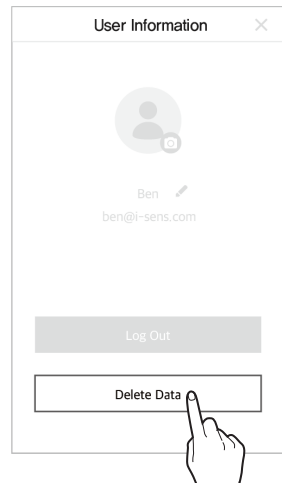 User Information
Ben
ben@i-sens.com
Log Out
Delete Data